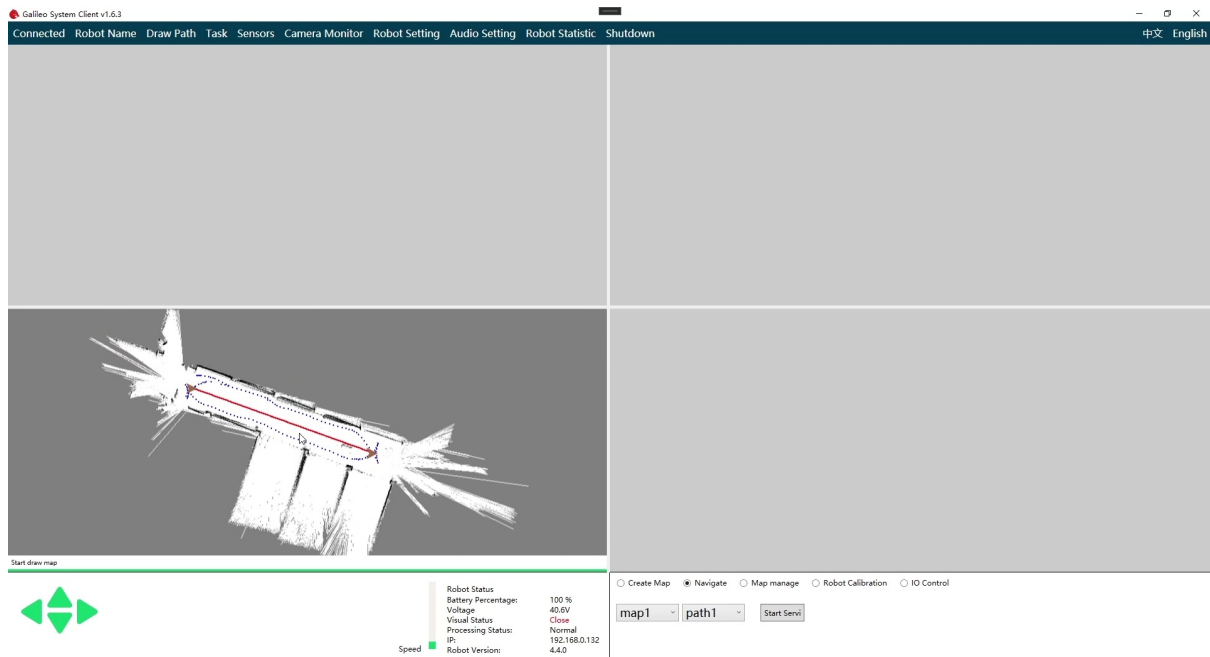 Galileo System Client v1.6.3
Connected Robot Name Draw Path Task Sensors Camera Monitor Robot Setting Audio Setting Robot Statistic Shutdown 中文 English
Start draw map
Robot Status
Battery Percentage: 100 %
Voltage 40.6V
Visual Status Close
Processing Status: Normal
IP: 192.168.0.132
Speed Robot Version: 4.4.0
Create Map Navigate Map manage Robot Calibration IO Control
map1 path1 Start Servi